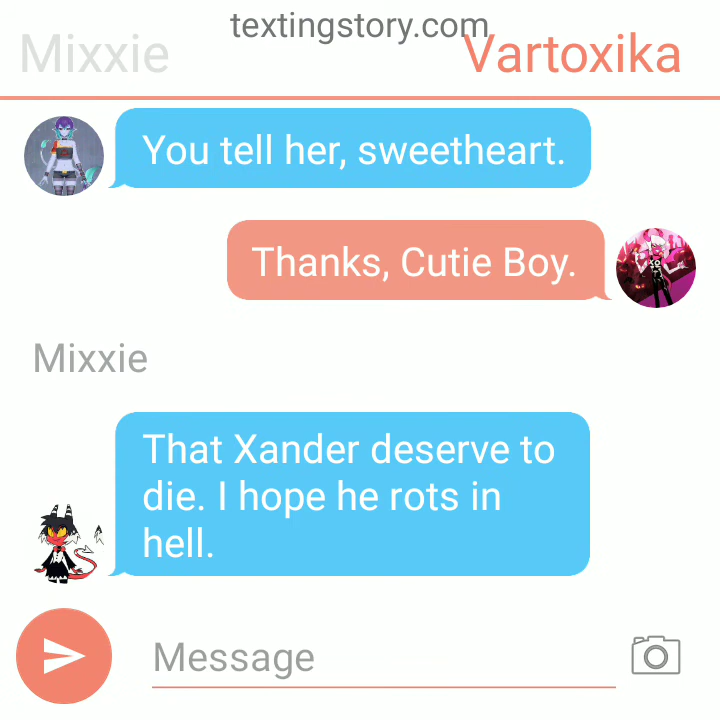 textingstory.com
Mixxie
Vartoxika
You tell her, sweetheart.
Thanks, Cutie Boy.
Mixxie
That Xander deserve to
die. I hope he rots in
hell.
Message